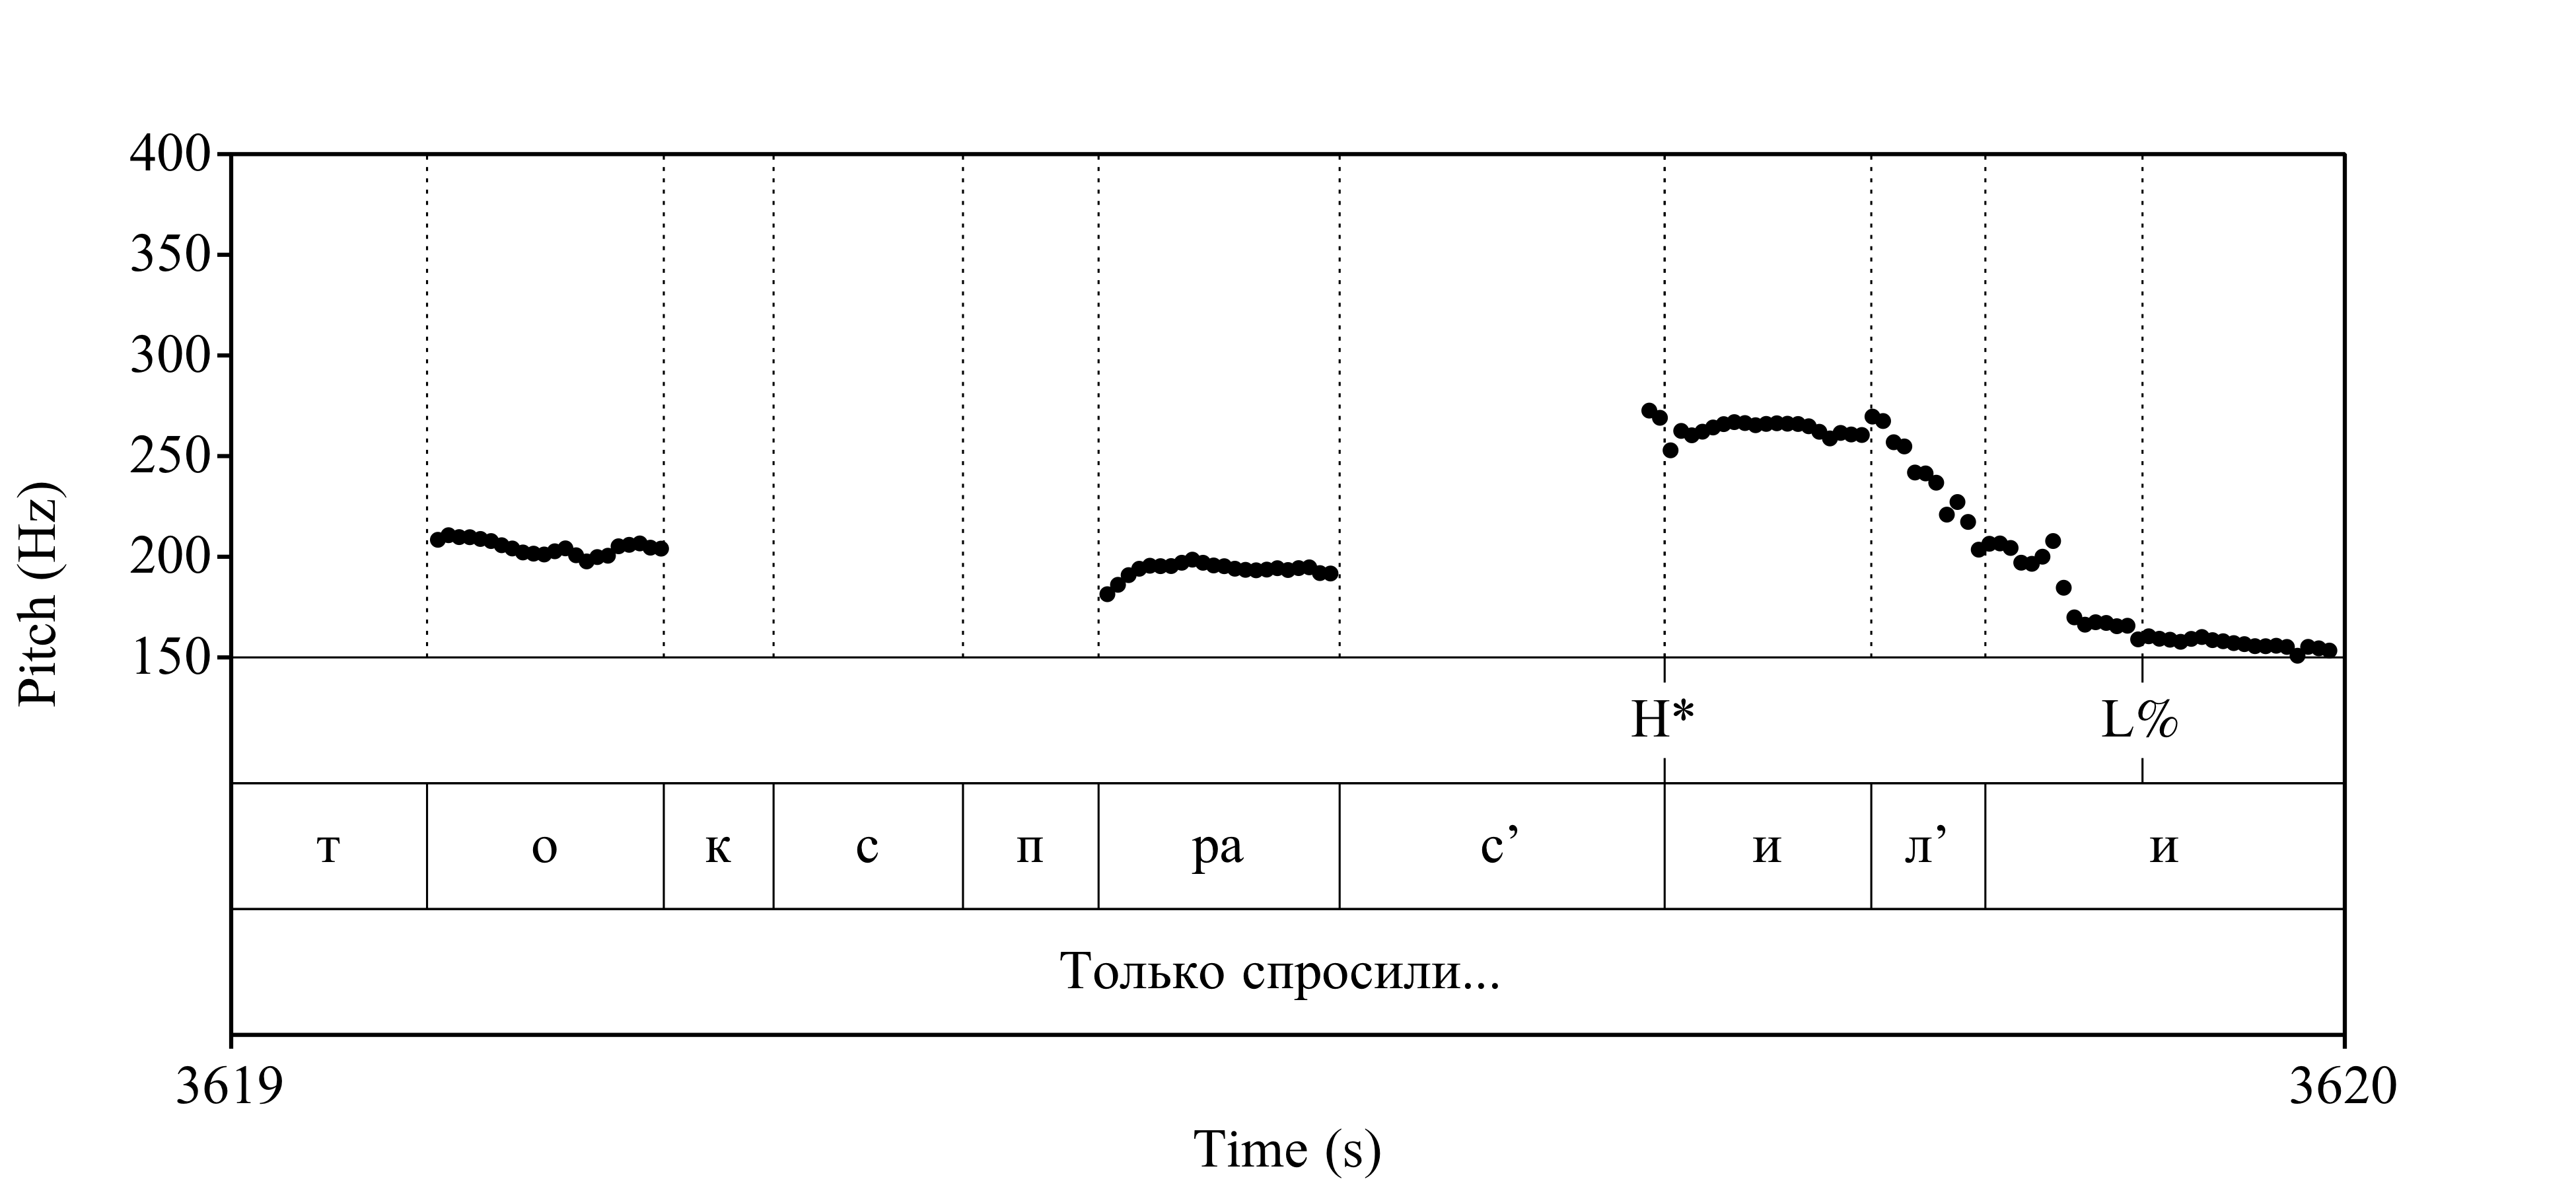 400
350
300
250
200
150
Pitch (Hz)
H* L%
т о к с п ра с’ и л’ и
Только спросили...
3619 3620
Time (s)